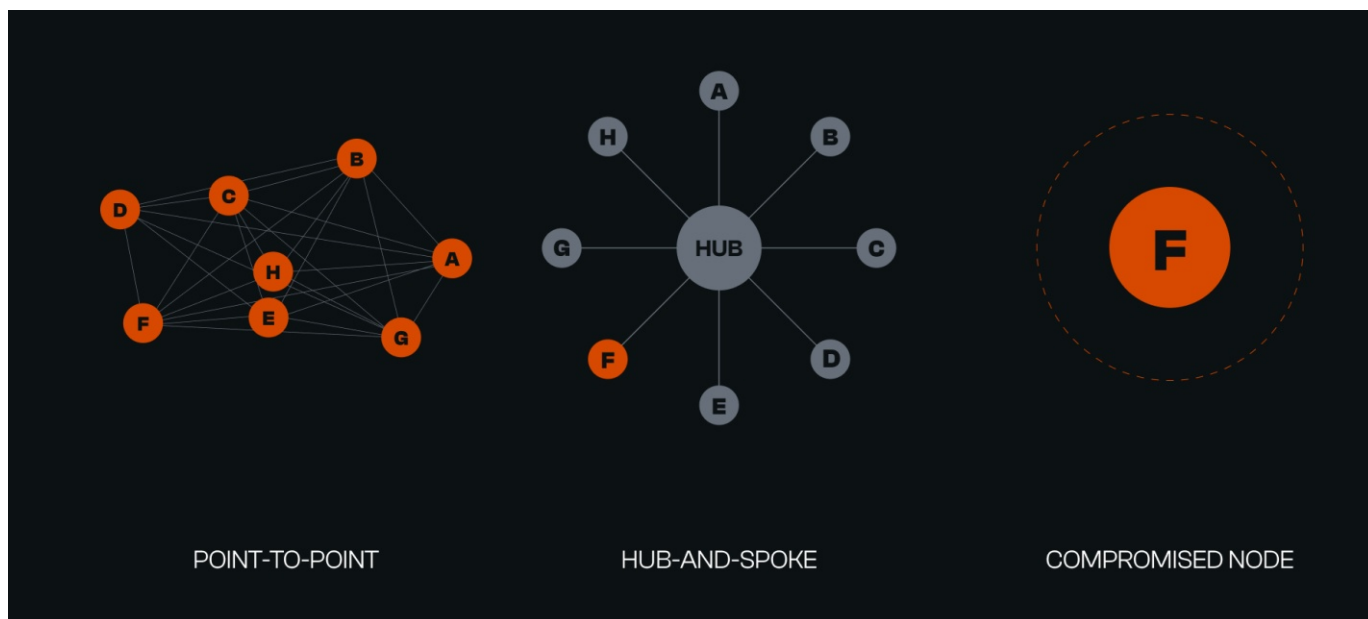 B
C
D
A
H
E
F
G
A
H
B
G
HUB
C
F
D
E
F
POINT-TO-POINT
HUB-AND-SPOKE
COMPROMISED NODE